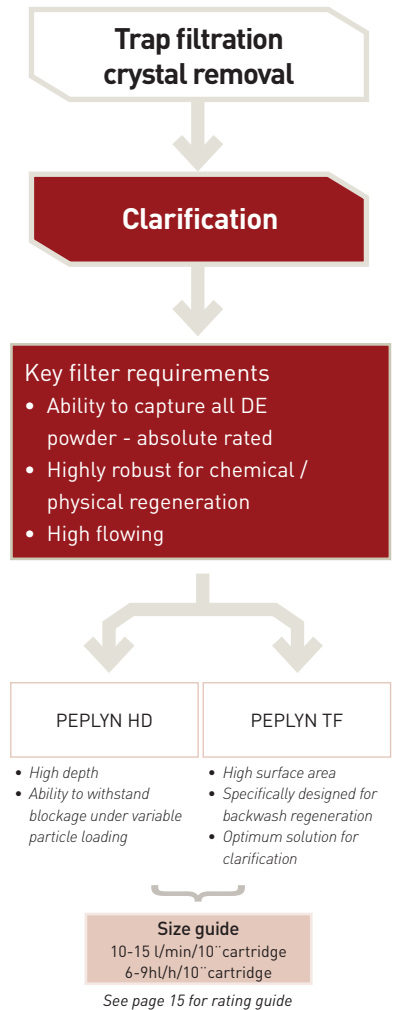 Trap filtration
crystal removal
Clarification
Key filter requirements
• Ability to capture all DE
powder - absolute rated
• Highly robust for chemical /
physical regeneration
• High flowing
PEPLYN HD
• High depth
• Ability to withstand
blockage under variable
particle loading
PEPLYN TF
• High surface area
• Specifically designed for
backwash regeneration
• Optimum solution for
clarification
Size guide
10-15 l/min/10¨cartridge
6-9hl/h/10¨cartridge
See page 15 for rating guide